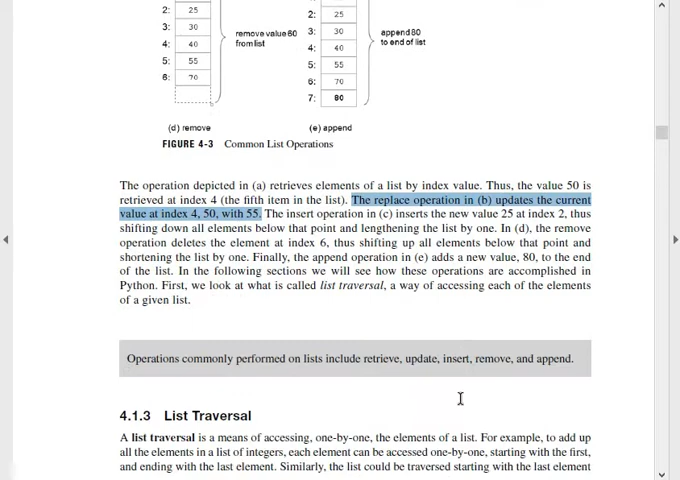 2: 25
3: 30
4: 40
5: 55
6: 70
remove value 60
from list
(d) remove
2: 25
3: 30
4: 40
5: 55
6: 70
7: 80
append 80
to end of list
(e) append
FIGURE 4-3 Common List Operations
The operation depicted in (a) retrieves elements of a list by index value. Thus, the value 50 is
retrieved at index 4 (the fifth item in the list). The replace operation in (b) updates the current
value at index 4, 50, with 55. The insert operation in (c) inserts the new value 25 at index 2, thus
shifting down all elements below that point and lengthening the list by one. In (d), the remove
operation deletes the element at index 6, thus shifting up all elements below that point and
shortening the list by one. Finally, the append operation in (e) adds a new value, 80, to the end
of the list. In the following sections we will see how these operations are accomplished in
Python. First, we look at what is called list traversal, a way of accessing each of the elements
of a given list.
Operations commonly performed on lists include retrieve, update, insert, remove, and append.
4.1.3 List Traversal
A list traversal is a means of accessing, one-by-one, the elements of a list. For example, to add up
all the elements in a list of integers, each element can be accessed one-by-one, starting with the first,
and ending with the last element. Similarly, the list could be traversed starting with the last element